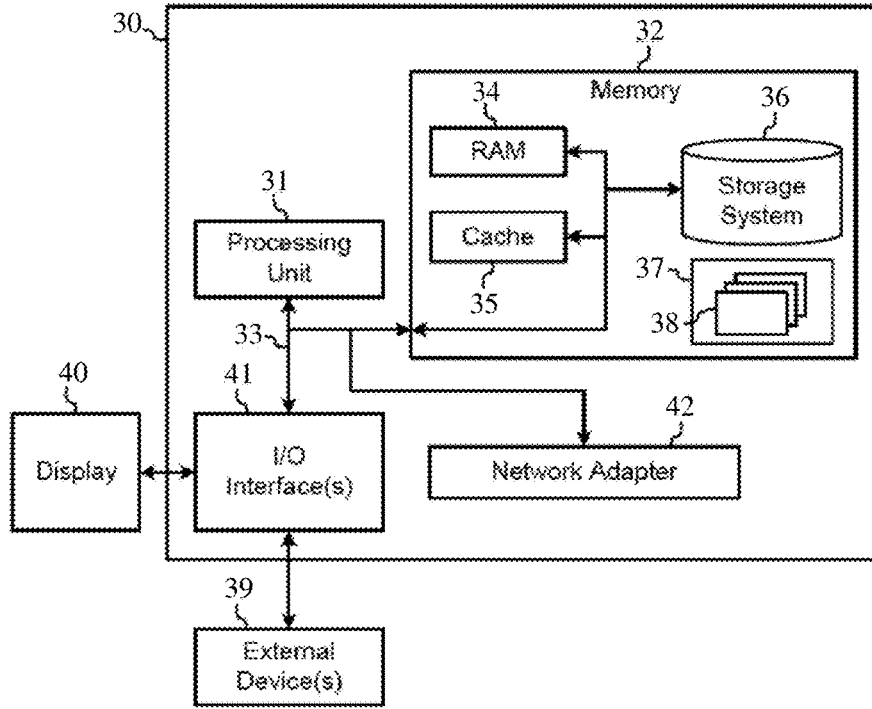 30
32
Memory
34
RAM
36
Storage
System
31
Processing
Unit
Cache
35
37
38
33
40
41
Display
I/O
Interface(s)
42
Network Adapter
39
External
Device(s)